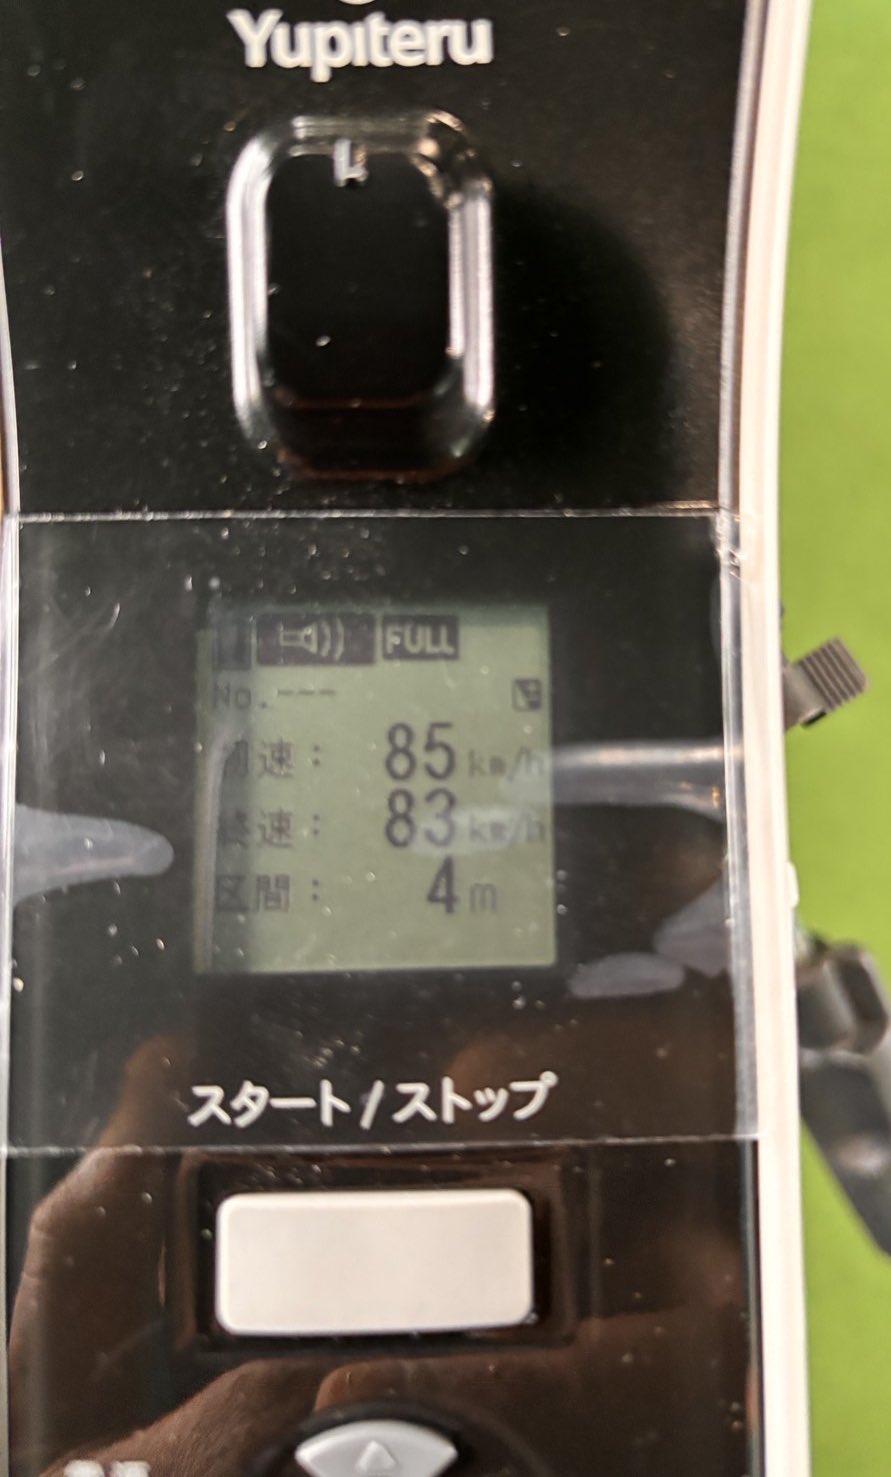 Yupiteru
FULL
No.---
初速： 85 km/h
終速： 83 km/h
区間： 4 m
スタート/ストップ